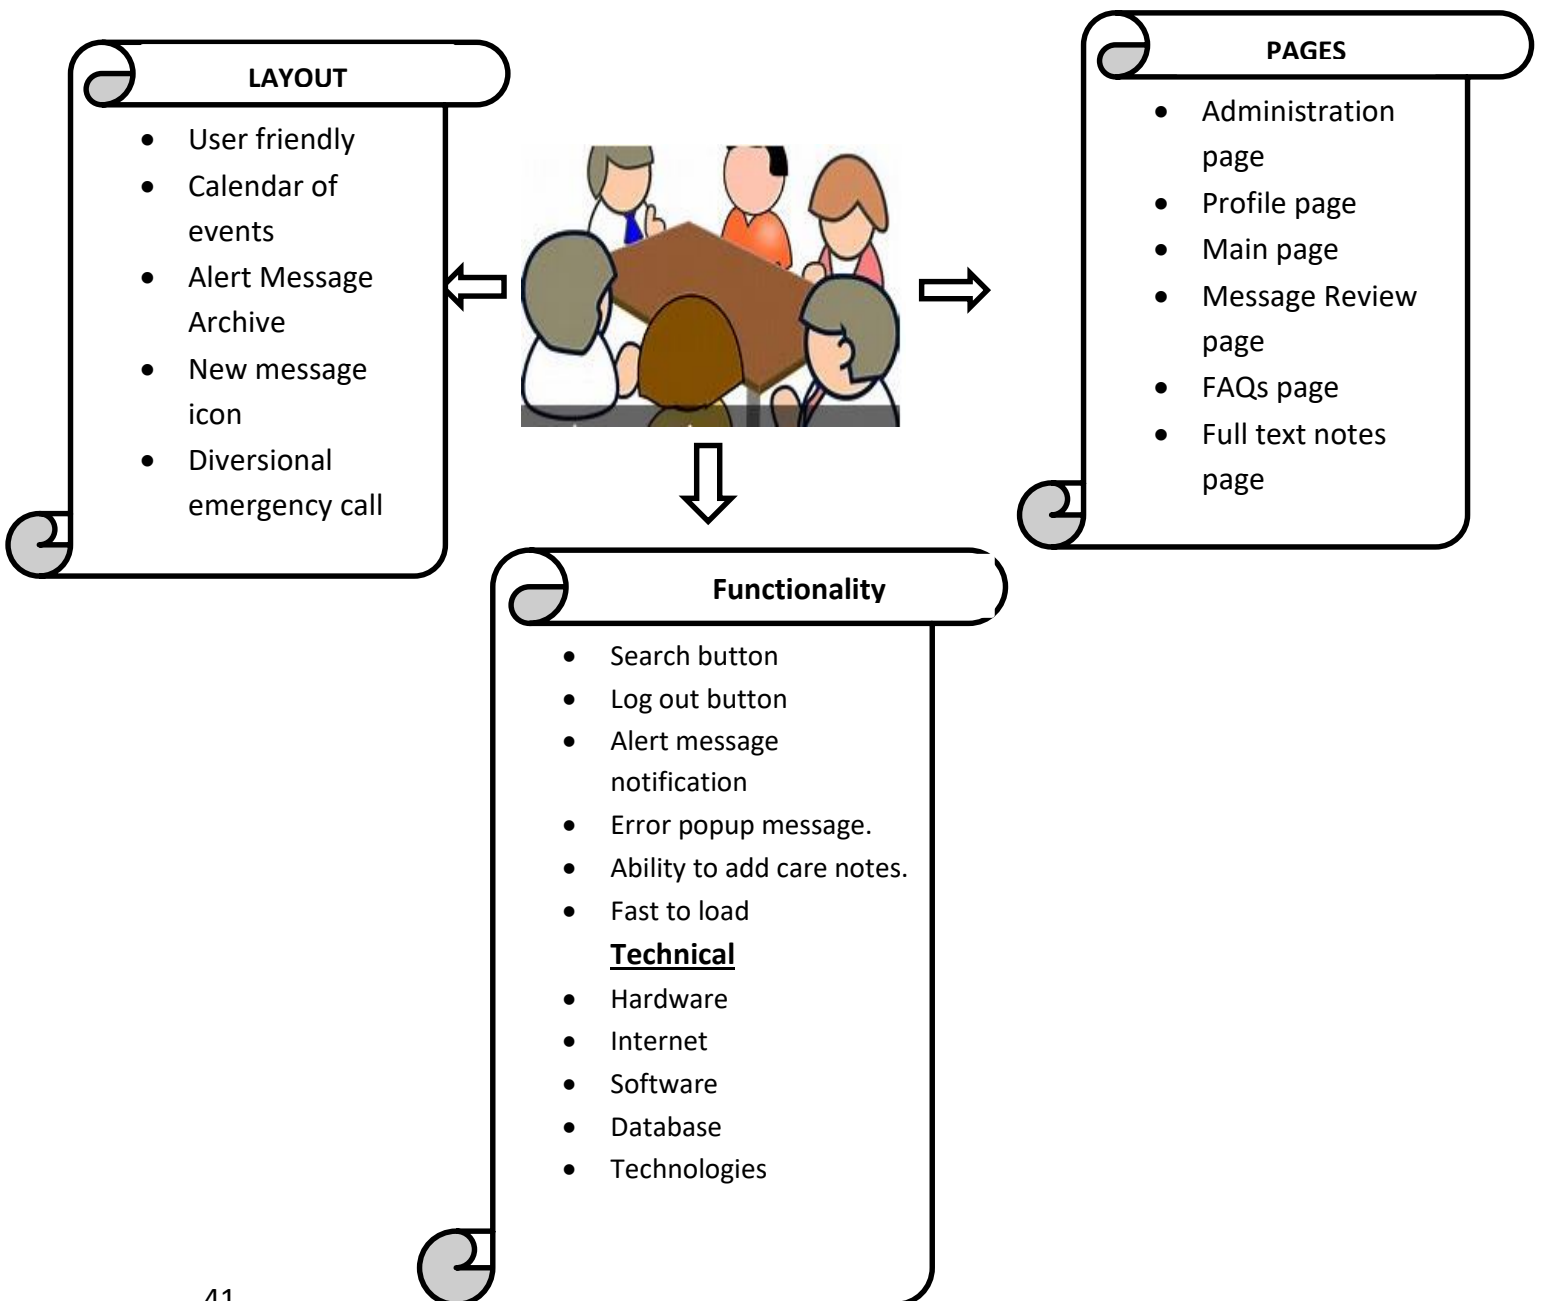 LAYOUT
• User friendly
• Calendar of
events
• Alert Message
Archive
• New message
icon
• Diversional
emergency call
PAGES
• Administration
page
• Profile page
• Main page
• Message Review
page
• FAQs page
• Full text notes
page
Functionality
• Search button
• Log out button
• Alert message
notification
• Error popup message.
• Ability to add care notes.
• Fast to load
Technical
• Hardware
• Internet
• Software
• Database
• Technologies
41